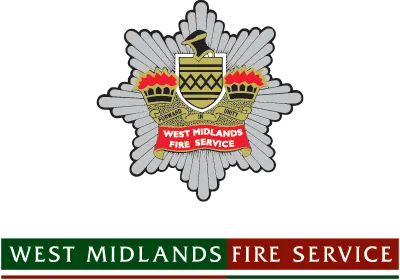 FORWARD IN UNITY
WEST MIDLANDS
FIRE SERVICE
WEST MIDLANDS FIRE SERVICE